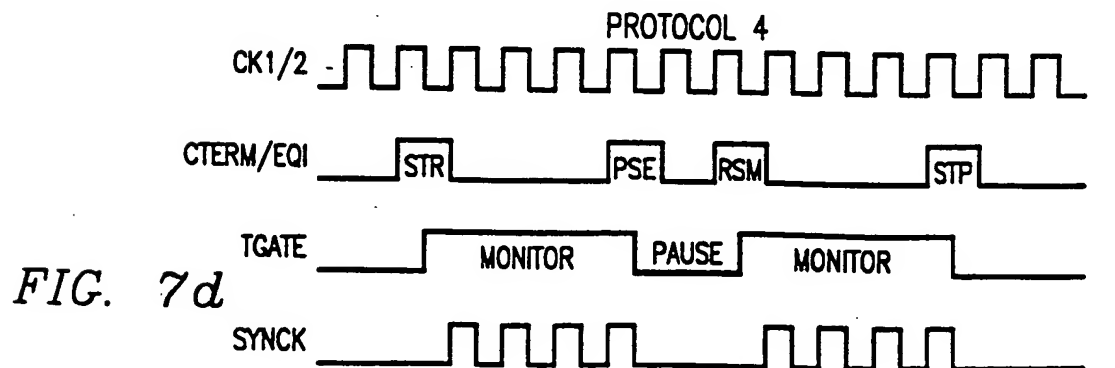 PROTOCOL 4
CK1/2
CTERM/EQI STR PSE RSM STP
TGATE MONITOR PAUSE MONITOR
FIG. 7d
SYNCK